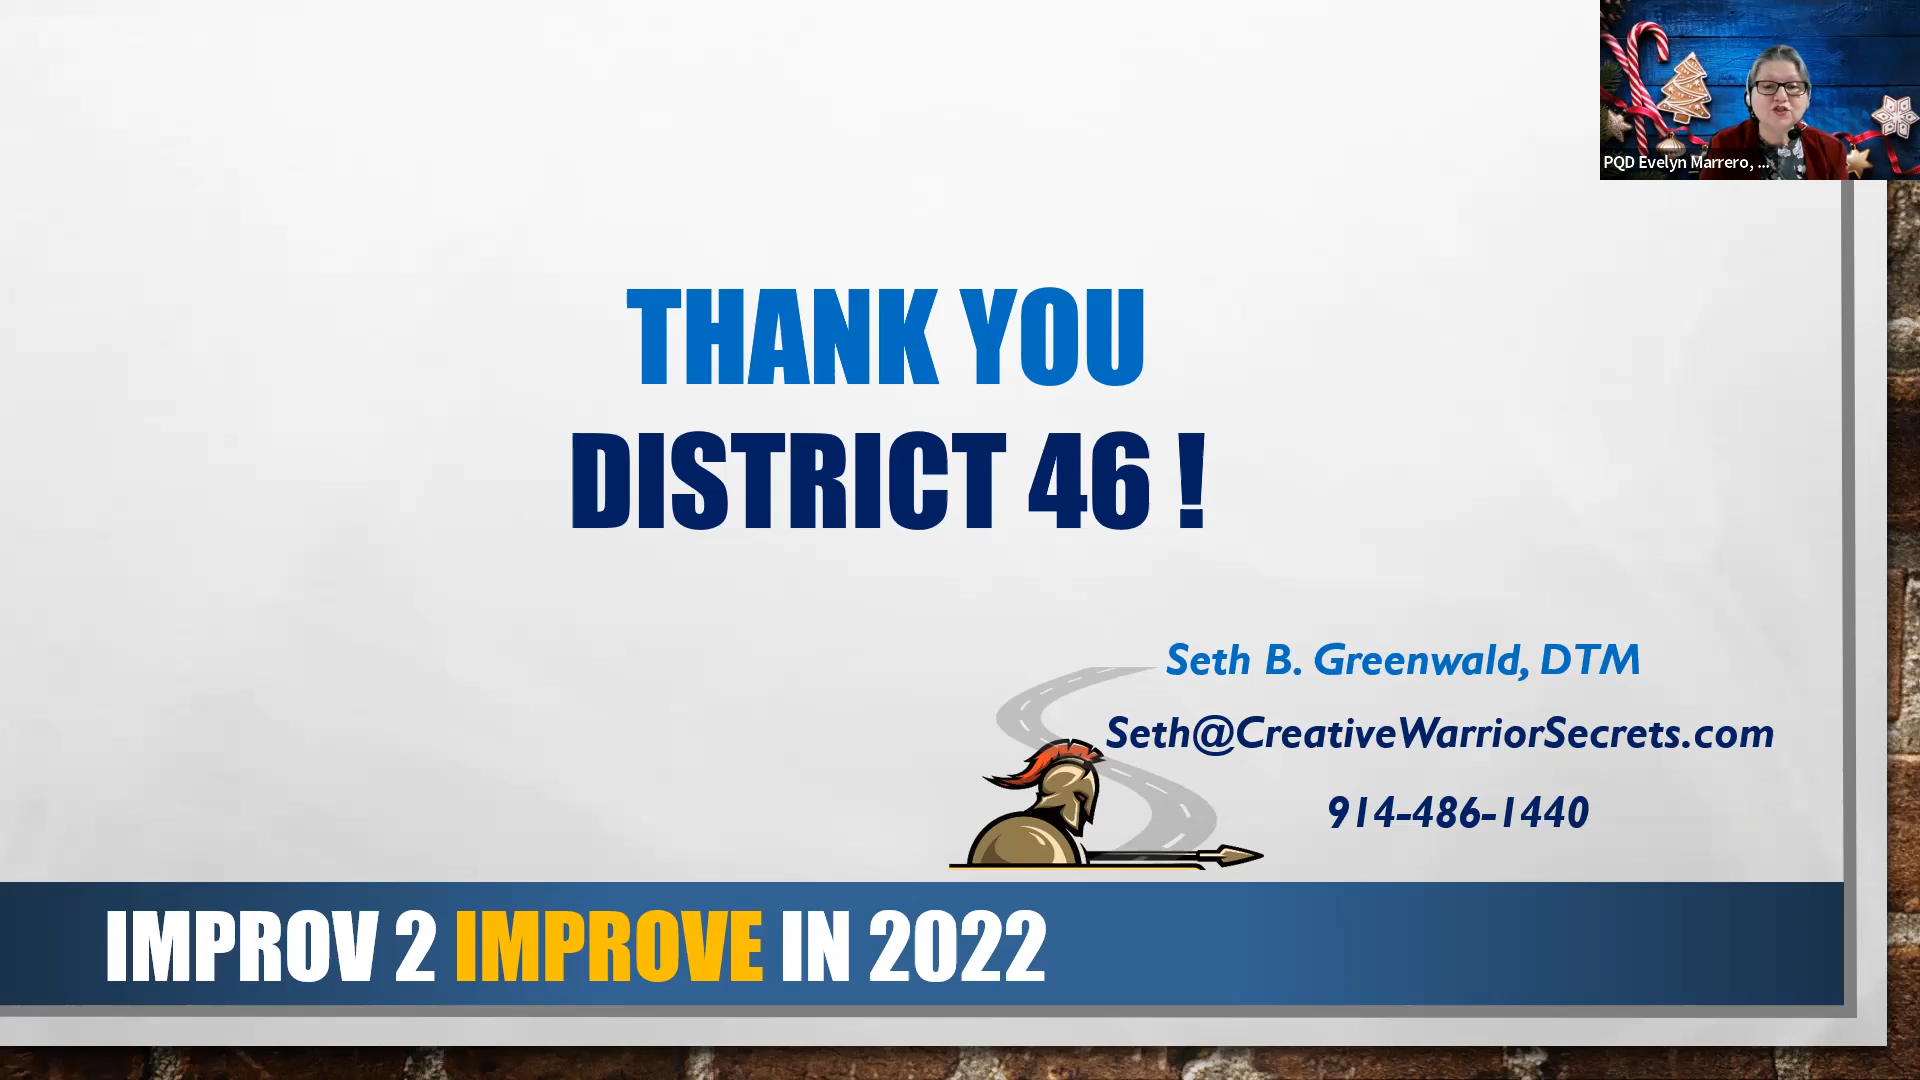 PQD Evelyn Marrero, ...
THANK YOU
DISTRICT 46 !
Seth B. Greenwald, DTM
Seth@CreativeWarriorSecrets.com
914-486-1440
IMPROV 2 IMPROVE IN 2022